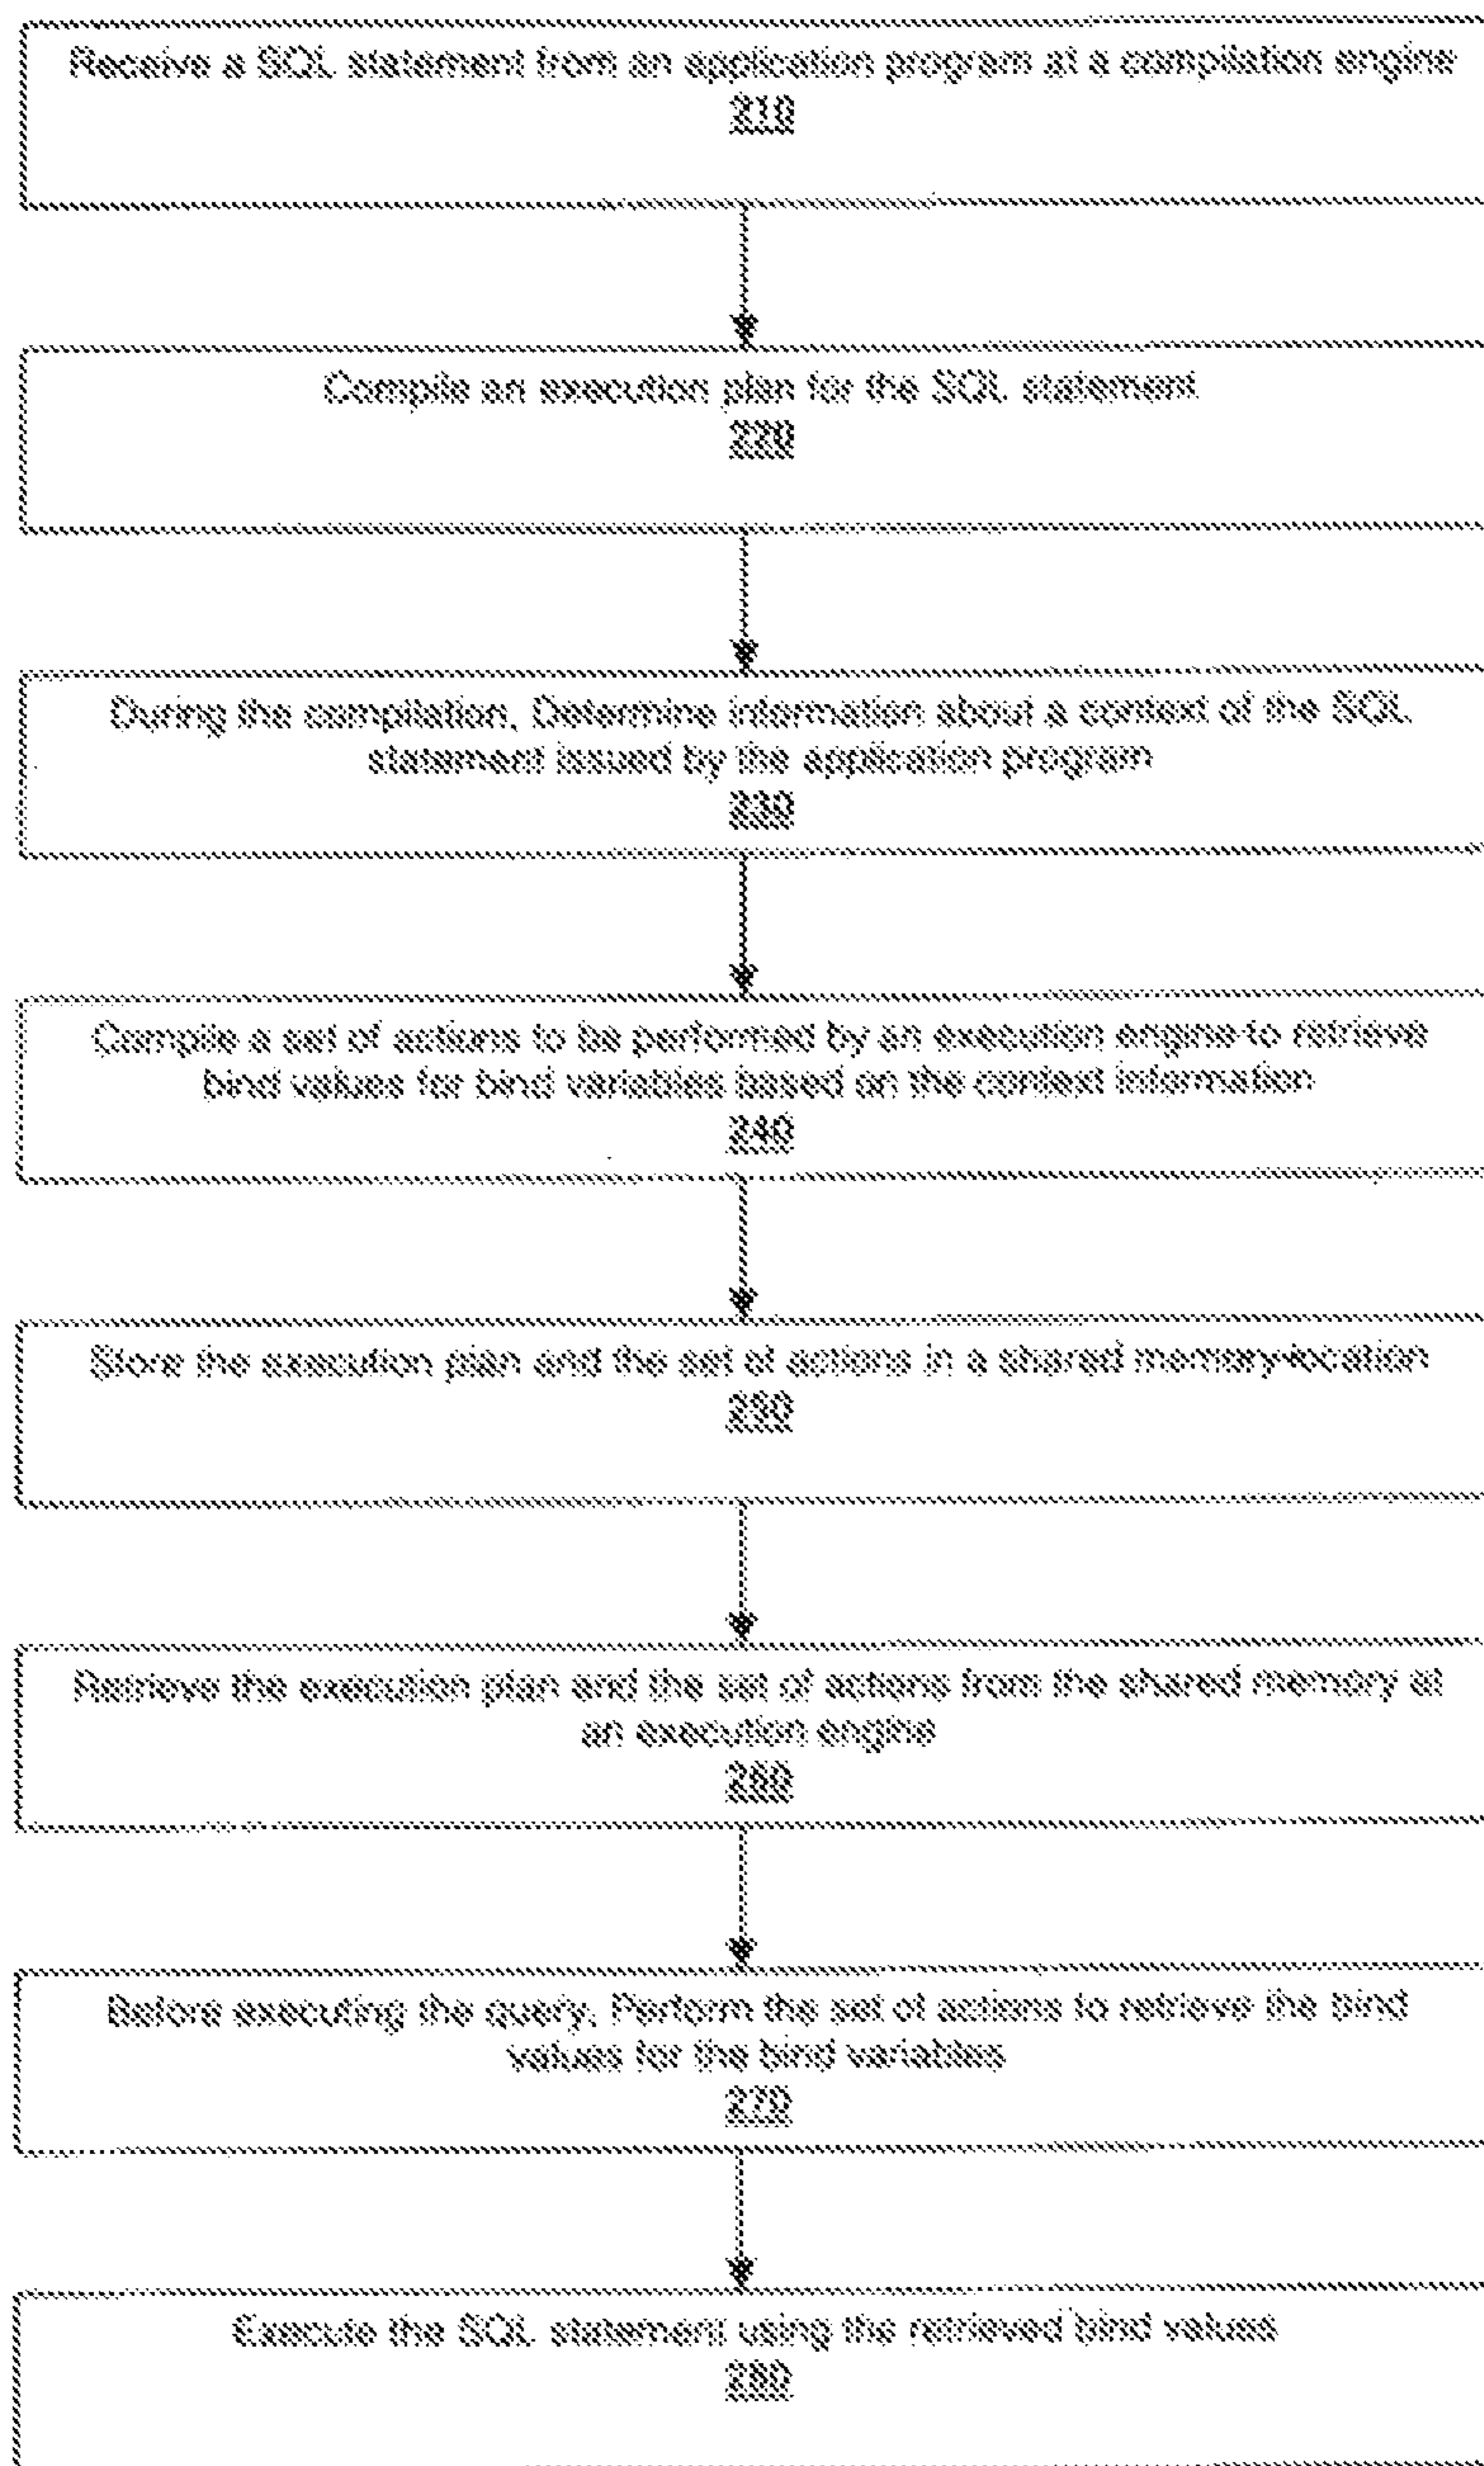 Receive a SQL statement from an application program at a compilation engine
210
Compile an execution plan for the SQL statement
220
During the compilation, Determine information about a context of the SQL
statement issued by the application program
230
Compile a set of actions to be performed by an execution engine to retrieve
bind values for bind variables based on the context information
240
Store the execution plan and the set of actions in a shared memory location
250
Retrieve the execution plan and the set of actions from the shared memory at
an execution engine
260
Before executing the query, Perform the set of actions to retrieve the bind
values for the bind variables
270
Execute the SQL statement using the retrieved bind values
280